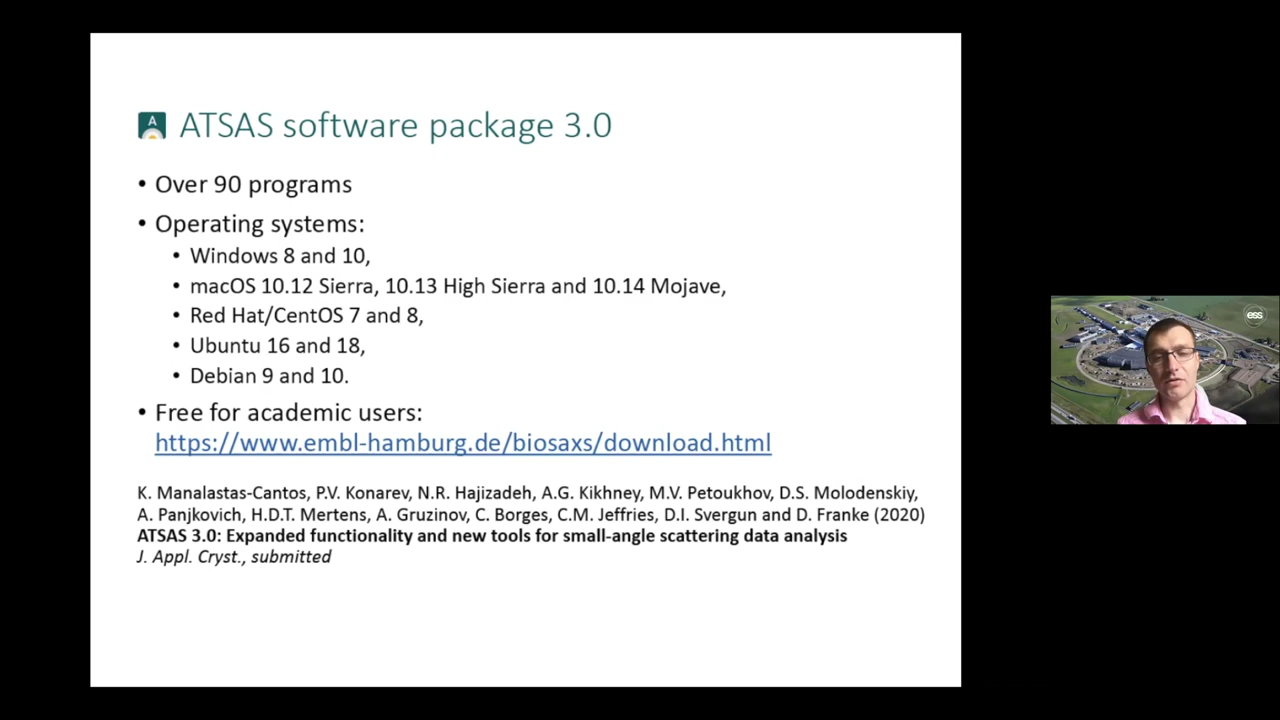 A
ATSAS software package 3.0
• Over 90 programs
• Operating systems:
• Windows 8 and 10,
• macOS 10.12 Sierra, 10.13 High Sierra and 10.14 Mojave,
• Red Hat/CentOS 7 and 8,
• Ubuntu 16 and 18,
• Debian 9 and 10.
• Free for academic users:
https://www.embl-hamburg.de/biosaxs/download.html
K. Manalastas-Cantos, P.V. Konarev, N.R. Hajizadeh, A.G. Kikhney, M.V. Petoukhov, D.S. Molodenskiy,
A. Panjkovich, H.D.T. Mertens, A. Gruzinov, C. Borges, C.M. Jeffries, D.I. Svergun and D. Franke (2020)
ATSAS 3.0: Expanded functionality and new tools for small-angle scattering data analysis
J. Appl. Cryst., submitted
ess